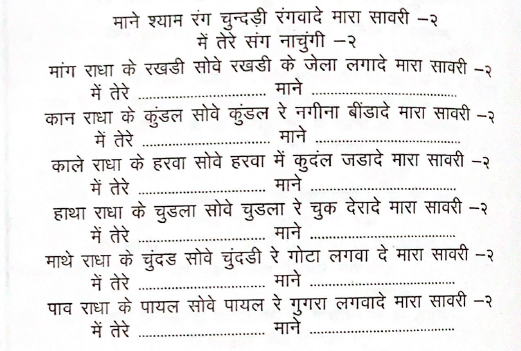 माने श्याम रंग चुन्दड़ी रंगवादे मारा सावरी –२
में तेरे संग नाचुंगी –२
मांग राधा के रखडी सोवे रखडी के जेला लगादे मारा सावरी –२
में तेरे .............................. माने ..................................
कान राधा के कुंडल सोवे कुंडल रे नगीना बींडादे मारा सावरी –२
में तेरे .............................. माने ..................................
काले राधा के हरवा सोवे हरवा में कुदंल जडादे मारा सावरी –२
में तेरे .............................. माने ..................................
हाथा राधा के चुडला सोवे चुडला रे चुक देरादे मारा सावरी –२
में तेरे .............................. माने ..................................
माथे राधा के चुंदड सोवे चुंदडी रे गोटा लगवा दे मारा सावरी –२
में तेरे .............................. माने ..................................
पाव राधा के पायल सोवे पायल रे गुगरा लगवादे मारा सावरी –२
में तेरे .............................. माने ..................................